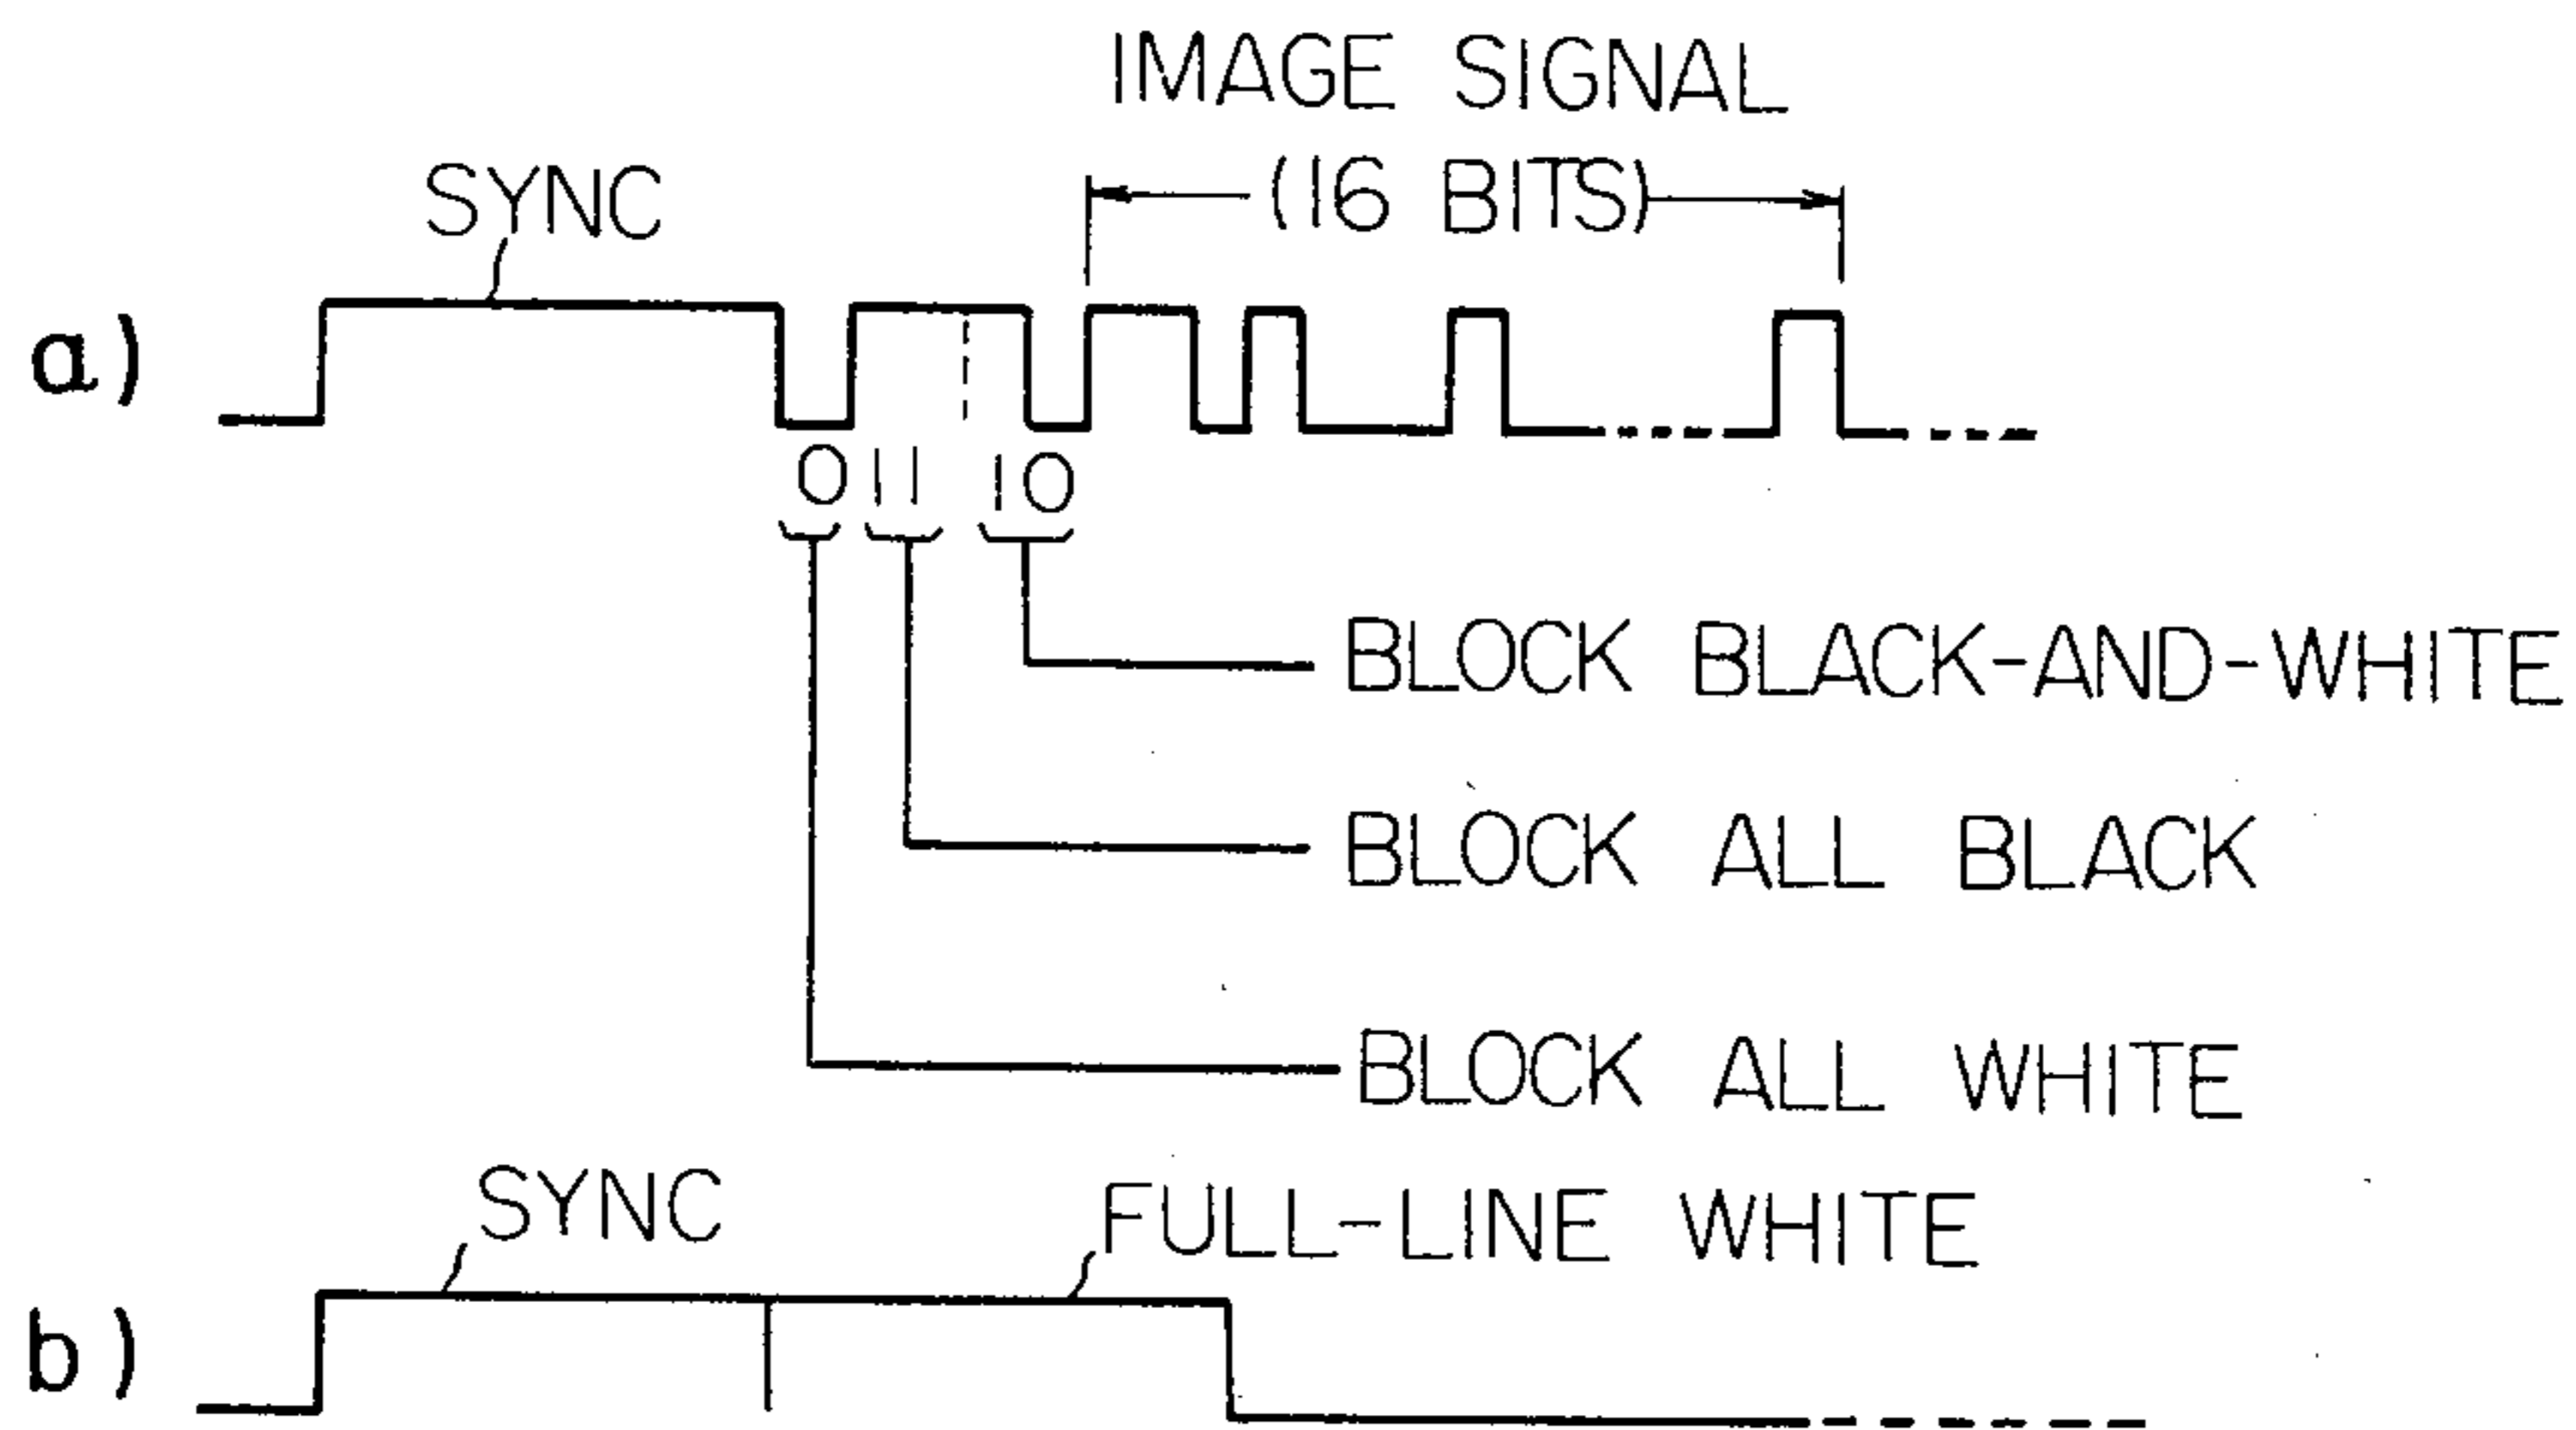 IMAGE SIGNAL
(16 BITS)
SYNC
a)
0 11 10
BLOCK BLACK-AND-WHITE
BLOCK ALL BLACK
BLOCK ALL WHITE
SYNC
FULL-LINE WHITE
b)